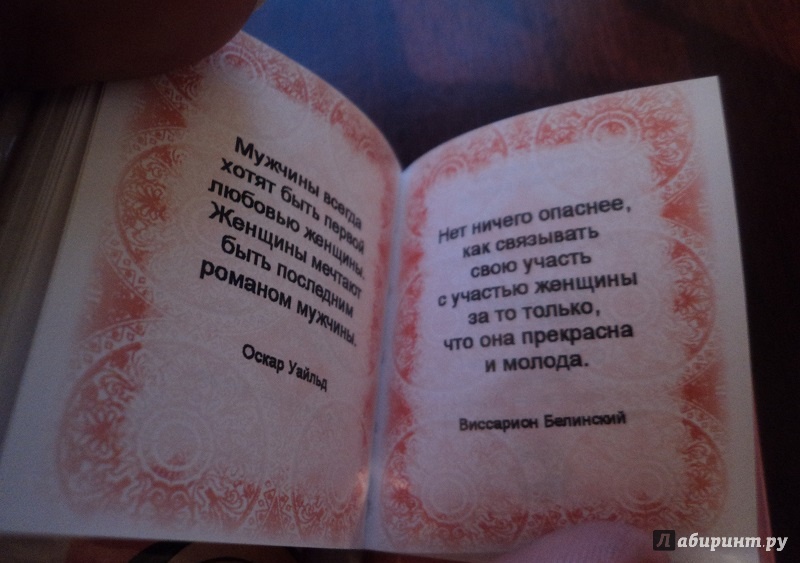 Мужчины всегда
хотят быть первой
любовью женщины.
Женщины мечтают
быть последним
романом мужчины.
Оскар Уайльд
Нет ничего опаснее,
как связывать
свою участь
с участью женщины
за то только,
что она прекрасна
и молода.
Виссарион Белинский
Лабиринт.ру